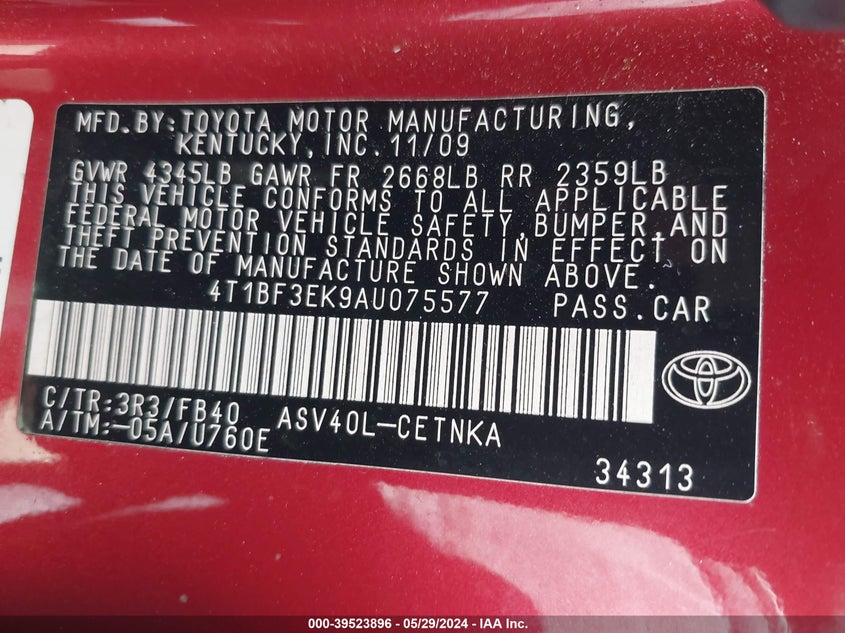 MFD.BY:TOYOTA MOTOR MANUFACTURING,
KENTUCKY,INC.11/09
GVWR 4345LB GAWR FR 2668LB RR 2359LB
THIS VEHICLE CONFORMS TO ALL APPLICABLE
FEDERAL MOTOR VEHICLE SAFETY,BUMPER,AND
THEFT PREVENTION STANDARDS IN EFFECT ON
THE DATE OF MANUFACTURE SHOWN ABOVE.
4T1BF3EK9AU075577 PASS.CAR
C/TR:3R3/FB40 ASV40L-CETNKA
A/TM:-05A/U760E
34313
000-39523896 - 05/29/2024 - IAA Inc.